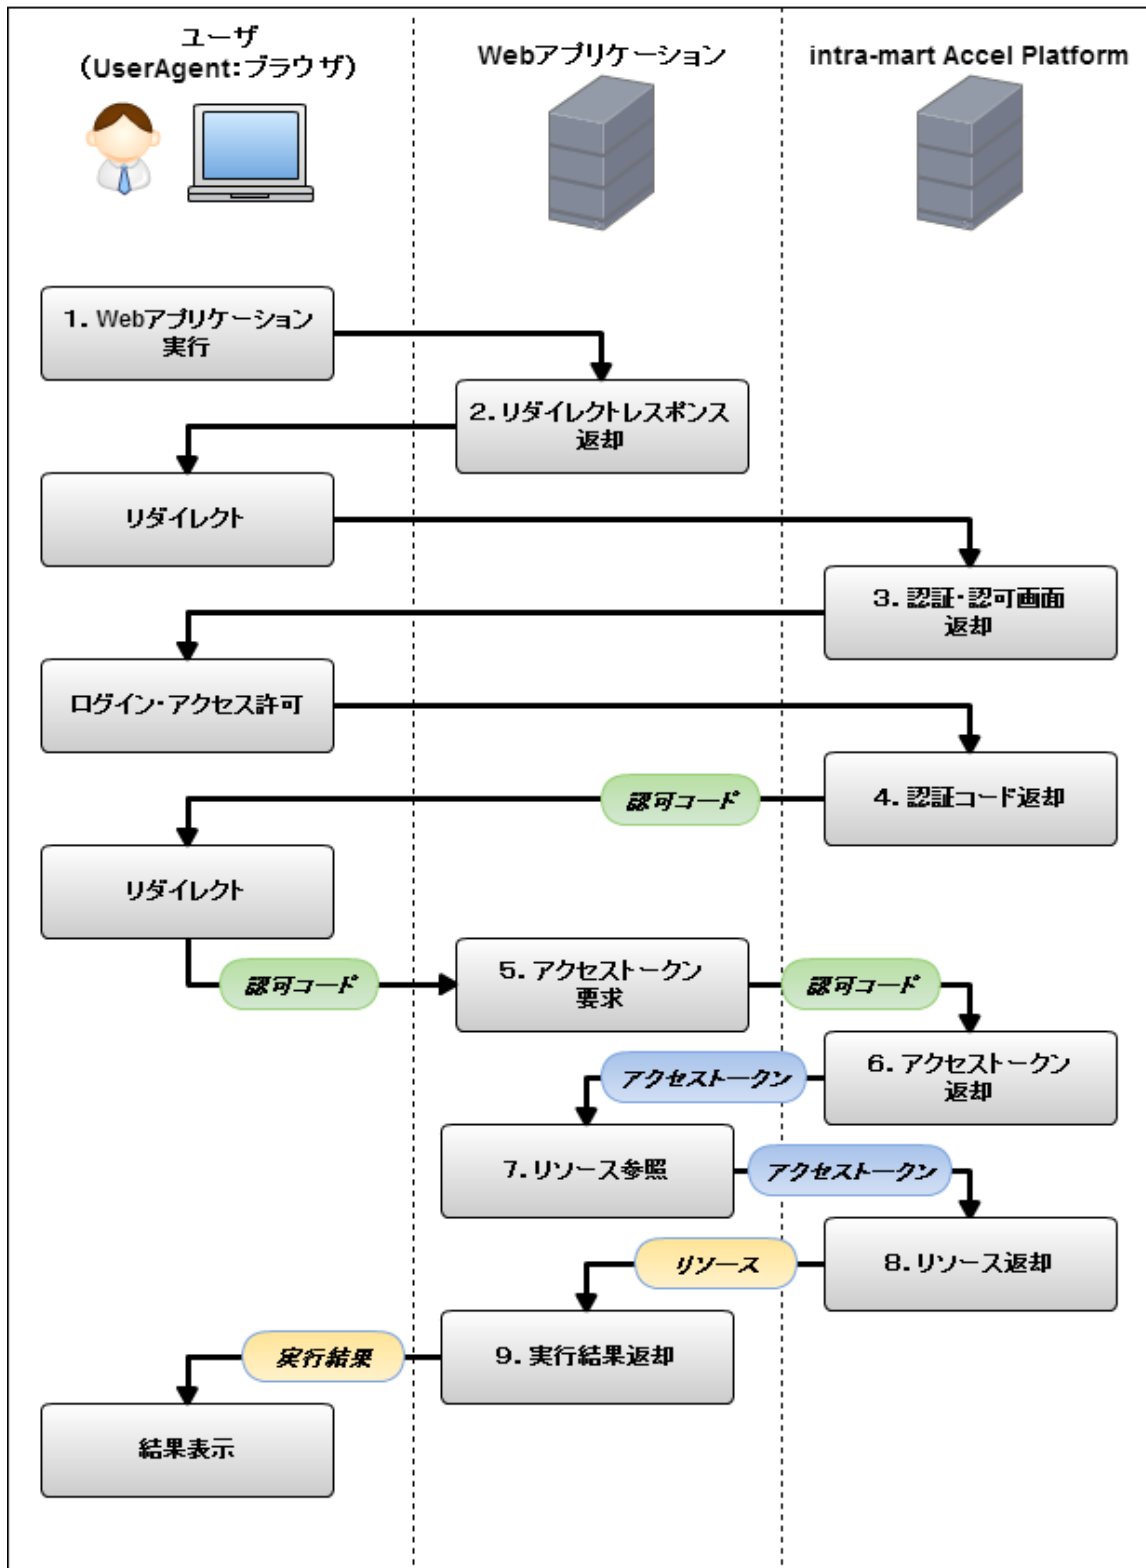 ユーザ
(UserAgent:ブラウザ)
Webアプリケーション
intra-mart Accel Platform
1. Webアプリケーション
実行
2. リダイレクトレスポンス
返却
リダイレクト
3. 認証・認可画面
返却
ログイン・アクセス許可
認可コード
4. 認証コード返却
リダイレクト
認可コード
5. アクセストークン
要求
認可コード
アクセストークン
6. アクセストークン
返却
7. リソース参照
アクセストークン
リソース
8. リソース返却
実行結果
9. 実行結果返却
結果表示